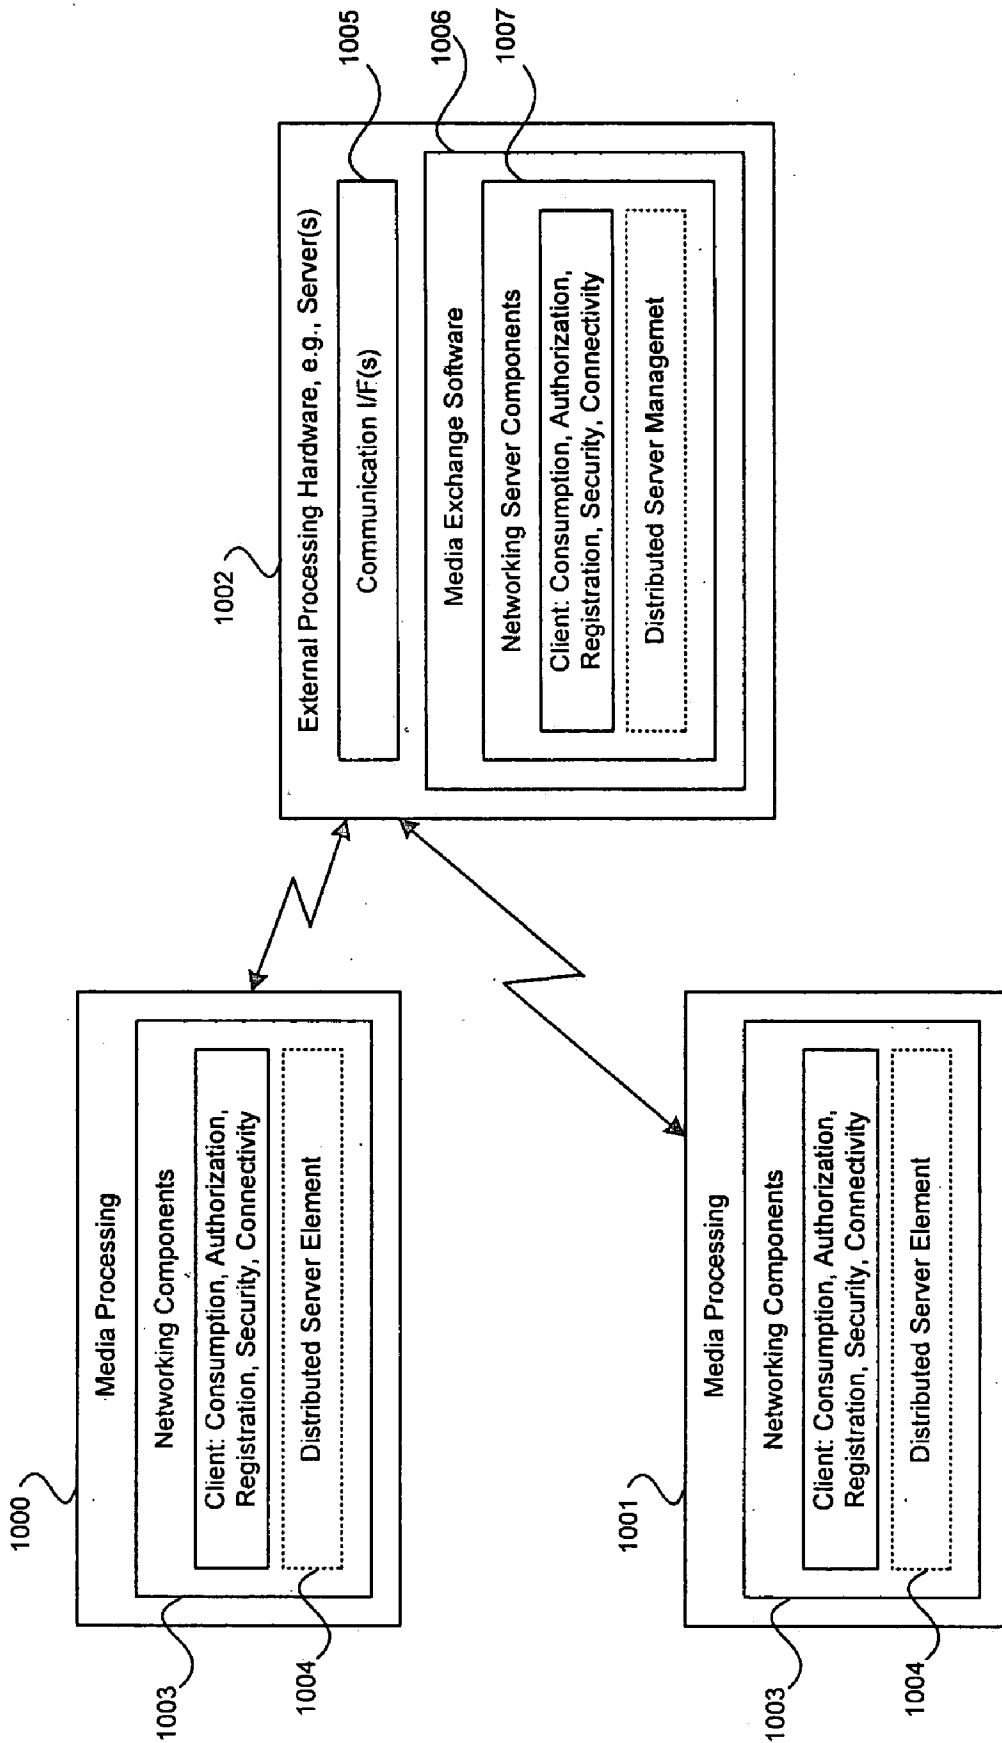 1000
Media Processing
Networking Components
Client: Consumption, Authorization,
Registration, Security, Connectivity
Distributed Server Element
1003
1004
1002
External Processing Hardware, e.g., Server(s)
Communication I/F(s)
Media Exchange Software
Networking Server Components
Client: Consumption, Authorization,
Registration, Security, Connectivity
Distributed Server Managemet
1005
1006
1007
1001
Media Processing
Networking Components
Client: Consumption, Authorization,
Registration, Security, Connectivity
Distributed Server Element
1003
1004